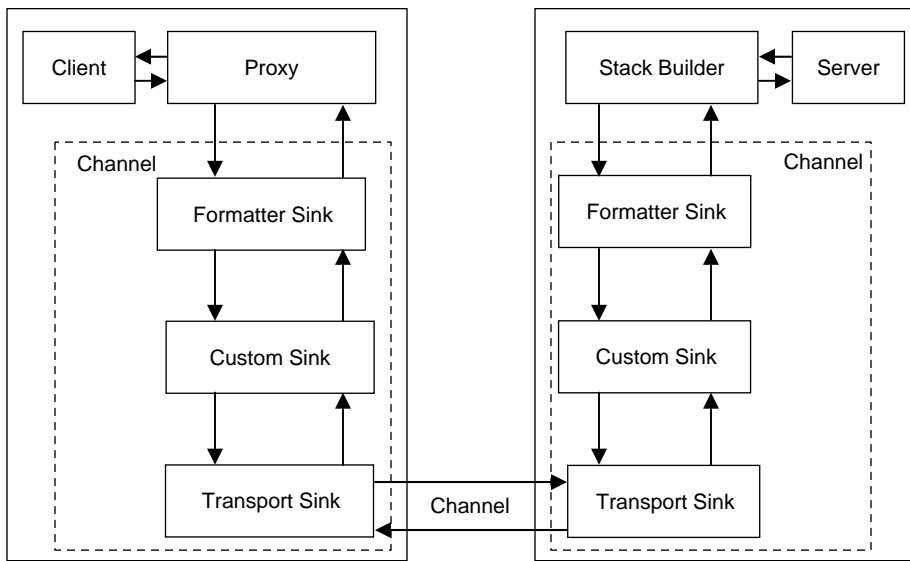 Client
Proxy
Stack Builder
Server
Channel
Channel
Formatter Sink
Formatter Sink
Custom Sink
Custom Sink
Transport Sink
Channel
Transport Sink